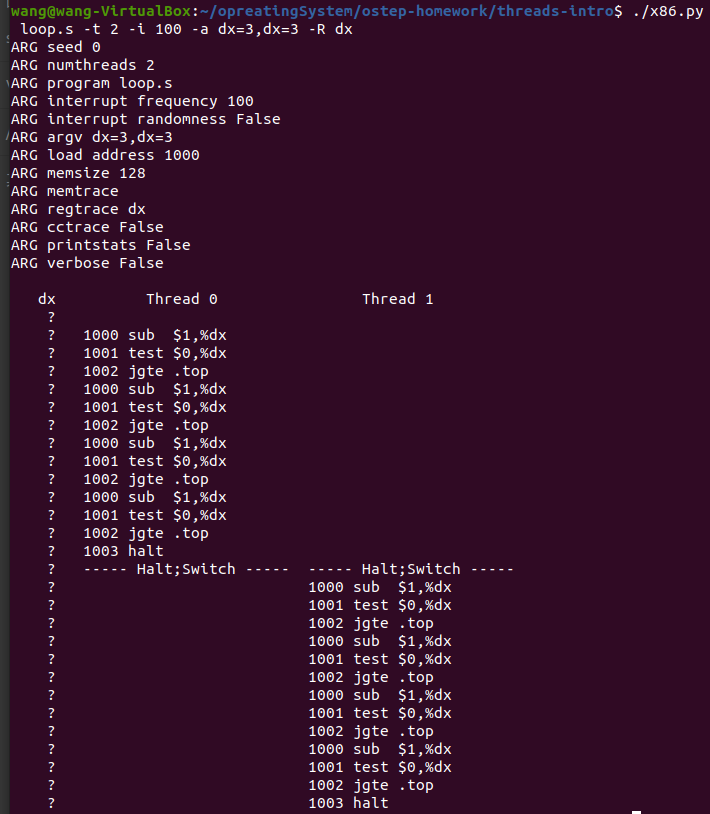 wang@wang-VirtualBox:~/opreatingSystem/ostep-homework/threads-intro$ ./x86.py
 loop.s -t 2 -i 100 -a dx=3,dx=3 -R dx
ARG seed 0
ARG numthreads 2
ARG program loop.s
ARG interrupt frequency 100
ARG interrupt randomness False
ARG argv dx=3,dx=3
ARG load address 1000
ARG memsize 128
ARG memtrace
ARG regtrace dx
ARG cctrace False
ARG printstats False
ARG verbose False

   dx          Thread 0                Thread 1
    ?
    ?   1000 sub  $1,%dx
    ?   1001 test $0,%dx
    ?   1002 jgte .top
    ?   1000 sub  $1,%dx
    ?   1001 test $0,%dx
    ?   1002 jgte .top
    ?   1000 sub  $1,%dx
    ?   1001 test $0,%dx
    ?   1002 jgte .top
    ?   1000 sub  $1,%dx
    ?   1001 test $0,%dx
    ?   1002 jgte .top
    ?   1003 halt
    ?   ----- Halt;Switch -----  ----- Halt;Switch -----
    ?                            1000 sub  $1,%dx
    ?                            1001 test $0,%dx
    ?                            1002 jgte .top
    ?                            1000 sub  $1,%dx
    ?                            1001 test $0,%dx
    ?                            1002 jgte .top
    ?                            1000 sub  $1,%dx
    ?                            1001 test $0,%dx
    ?                            1002 jgte .top
    ?                            1000 sub  $1,%dx
    ?                            1001 test $0,%dx
    ?                            1002 jgte .top
    ?                            1003 halt